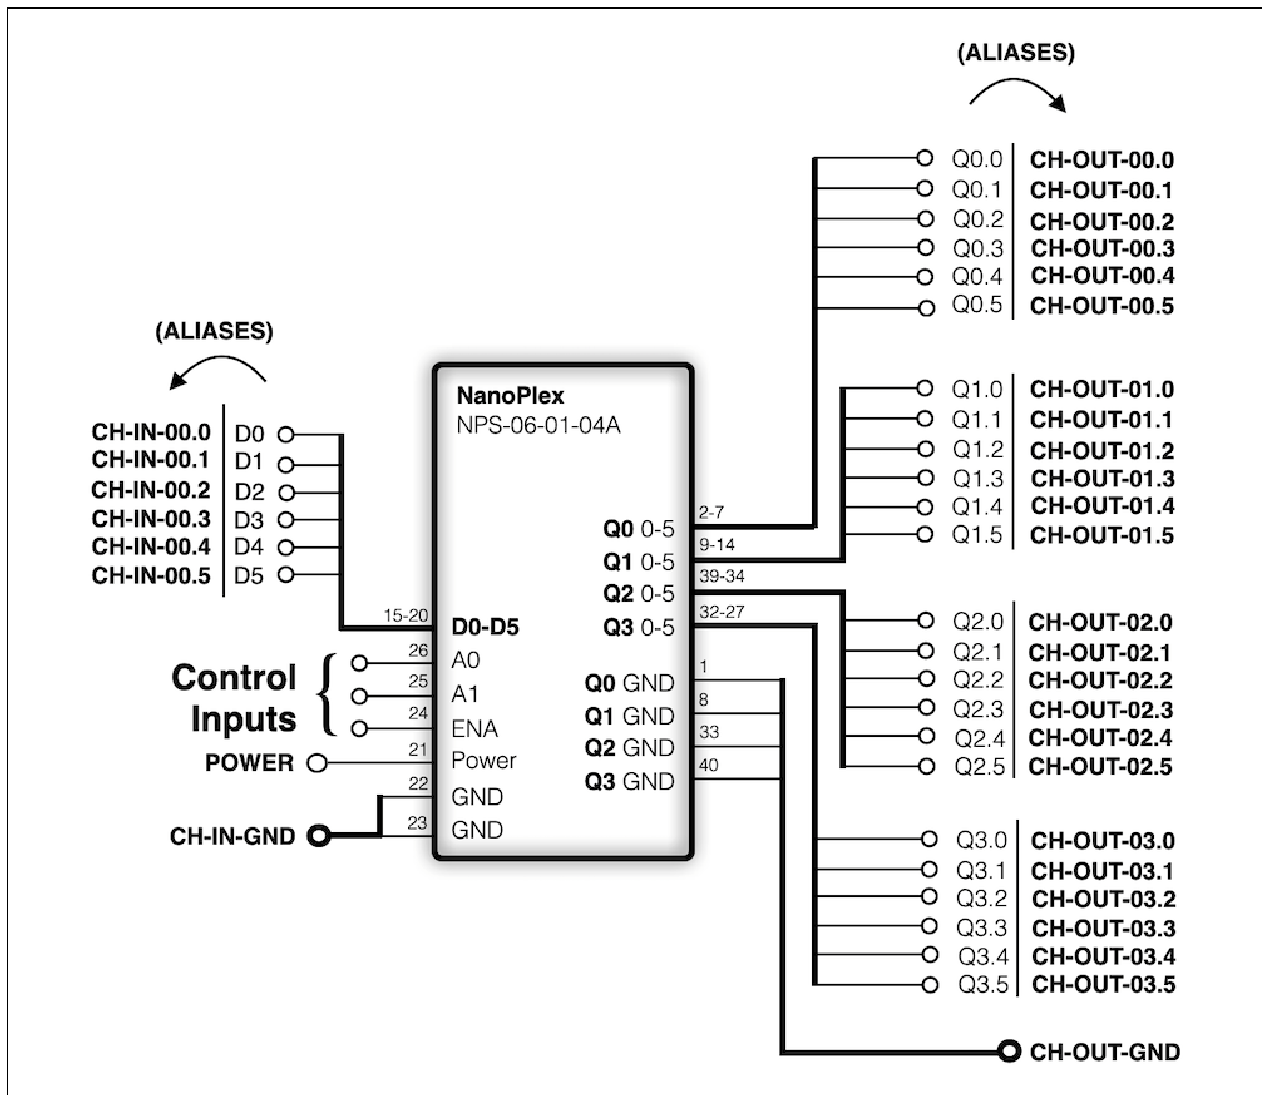 (ALIASES)
Q0.0 CH-OUT-00.0
Q0.1 CH-OUT-00.1
Q0.2 CH-OUT-00.2
Q0.3 CH-OUT-00.3
Q0.4 CH-OUT-00.4
Q0.5 CH-OUT-00.5
(ALIASES)
CH-IN-00.0 D0
CH-IN-00.1 D1
CH-IN-00.2 D2
CH-IN-00.3 D3
CH-IN-00.4 D4
CH-IN-00.5 D5
NanoPlex
NPS-06-01-04A
Q1.0 CH-OUT-01.0
Q1.1 CH-OUT-01.1
Q1.2 CH-OUT-01.2
Q1.3 CH-OUT-01.3
Q1.4 CH-OUT-01.4
Q1.5 CH-OUT-01.5
Q0 0-5 2-7
Q1 0-5 9-14
Q2 0-5 39-34
Q3 0-5 32-27
15-20 D0-D5
26 A0
25 A1
24 ENA
Control
Inputs
POWER 21 Power
22 GND
CH-IN-GND 23 GND
Q0 GND 1
Q1 GND 8
Q2 GND 33
Q3 GND 40
Q2.0 CH-OUT-02.0
Q2.1 CH-OUT-02.1
Q2.2 CH-OUT-02.2
Q2.3 CH-OUT-02.3
Q2.4 CH-OUT-02.4
Q2.5 CH-OUT-02.5
Q3.0 CH-OUT-03.0
Q3.1 CH-OUT-03.1
Q3.2 CH-OUT-03.2
Q3.3 CH-OUT-03.3
Q3.4 CH-OUT-03.4
Q3.5 CH-OUT-03.5
CH-OUT-GND